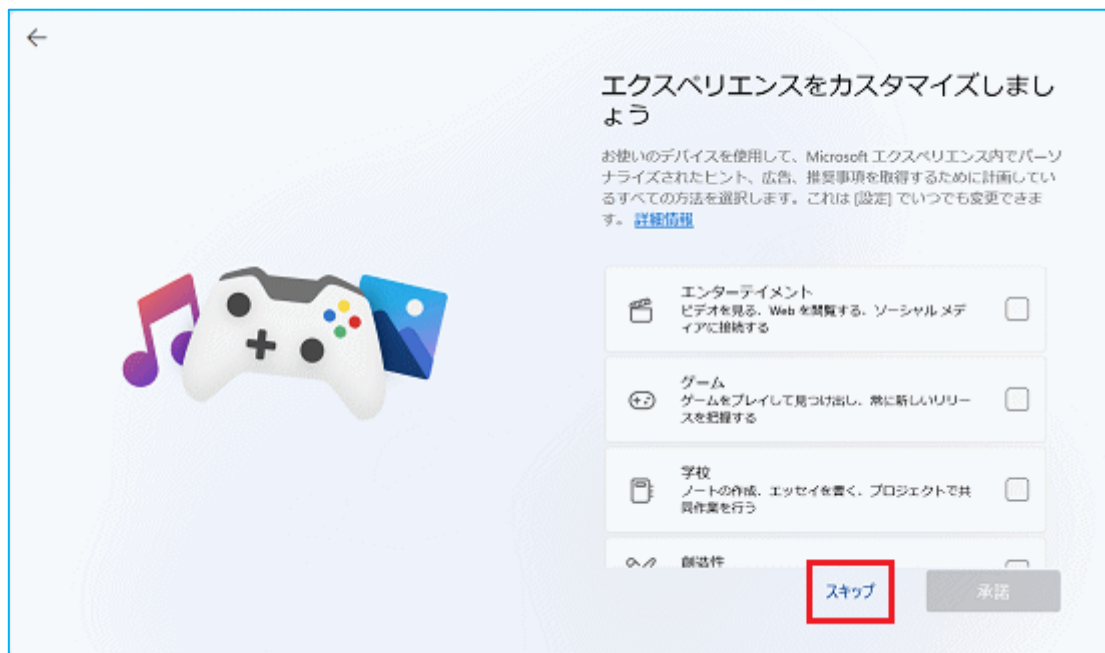 エクスペリエンスをカスタマイズしまし
ょう
お使いのデバイスを使用して、Microsoft エクスペリエンス内でパーソ
ナライズされたヒント、広告、推奨事項を取得するために計画してい
るすべての方法を選択します。これは [設定] でいつでも変更できま
す。 詳細情報
エンターテイメント
ビデオを見る、Web を閲覧する、ソーシャル メデ
ィアに接続する
ゲーム
ゲームをプレイして見つけ出し、常に新しいリリー
スを把握する
学校
ノートの作成、エッセイを書く、プロジェクトで共
同作業を行う
創造性
スキップ
承諾